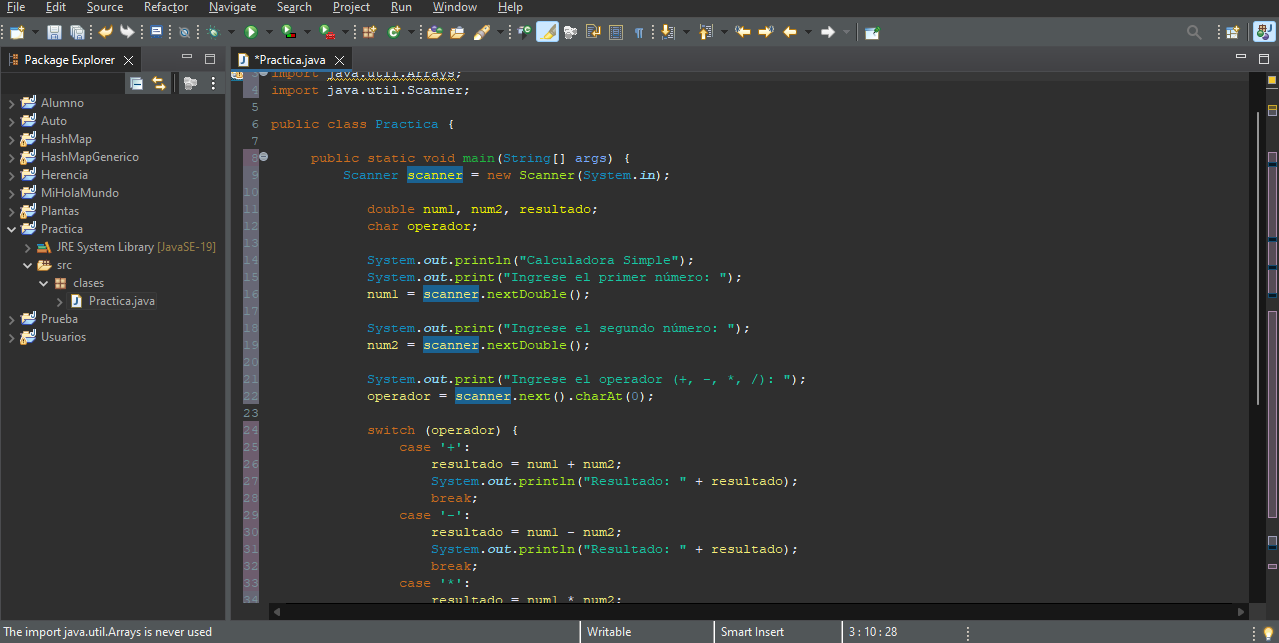 File Edit Source Refactor Navigate Search Project Run Window Help
Package Explorer
*Practica.java
Alumno
Auto
HashMap
HashMapGenerico
Herencia
MiHolaMundo
Plantas
Practica
JRE System Library [JavaSE-19]
src
clases
Practica.java
Prueba
Usuarios
3 import java.util.Arrays;
4 import java.util.Scanner;
5
6 public class Practica {
7
8 public static void main(String[] args) {
9 Scanner scanner = new Scanner(System.in);
10
11 double num1, num2, resultado;
12 char operador;
13
14 System.out.println("Calculadora Simple");
15 System.out.print("Ingrese el primer número: ");
16 num1 = scanner.nextDouble();
17
18 System.out.print("Ingrese el segundo número: ");
19 num2 = scanner.nextDouble();
20
21 System.out.print("Ingrese el operador (+, -, *, /): ");
22 operador = scanner.next().charAt(0);
23
24 switch (operador) {
25 case '+':
26 resultado = num1 + num2;
27 System.out.println("Resultado: " + resultado);
28 break;
29 case '-':
30 resultado = num1 - num2;
31 System.out.println("Resultado: " + resultado);
32 break;
33 case '*':
34 resultado = num1 * num2;
The import java.util.Arrays is never used
Writable
Smart Insert
3 : 10 : 28